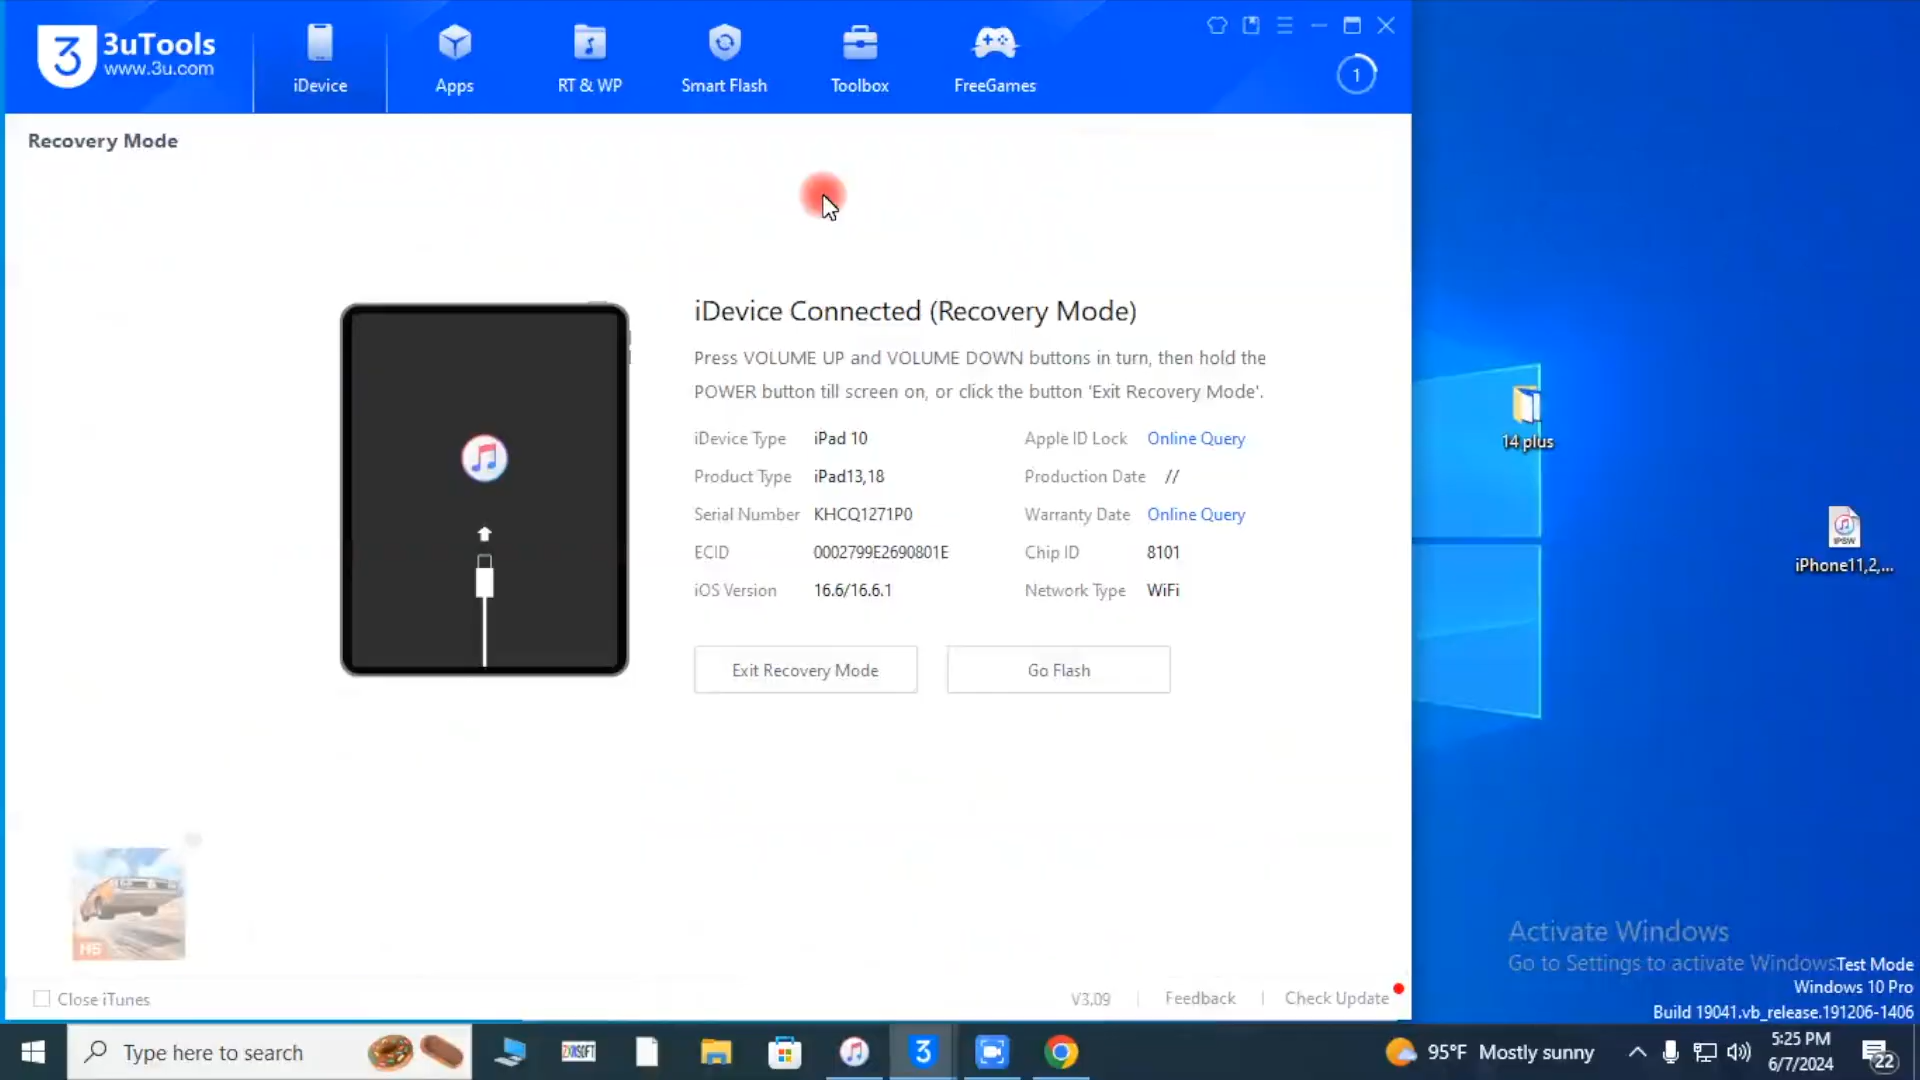 3
3uTools
www.3u.com
iDevice
Apps
RT & WP
Smart Flash
Toolbox
FreeGames
1
Recovery Mode
iDevice Connected (Recovery Mode)
Press VOLUME UP and VOLUME DOWN buttons in turn, then hold the
POWER button till screen on, or click the button 'Exit Recovery Mode'.
iDevice Type iPad 10 Apple ID Lock Online Query
Product Type iPad13,18 Production Date //
Serial Number KHCQ1271P0 Warranty Date Online Query
ECID 0002799E2690801E Chip ID 8101
iOS Version 16.6/16.6.1 Network Type WiFi
Exit Recovery Mode
Go Flash
14 plus
IPSW
iPhone11,2,...
H5
Close iTunes
V3.09
Feedback
Check Update
Activate Windows
Go to Settings to activate Windows
Test Mode
Windows 10 Pro
Build 19041.vb_release.191206-1406
Type here to search
3
95°F Mostly sunny
5:25 PM
6/7/2024
22